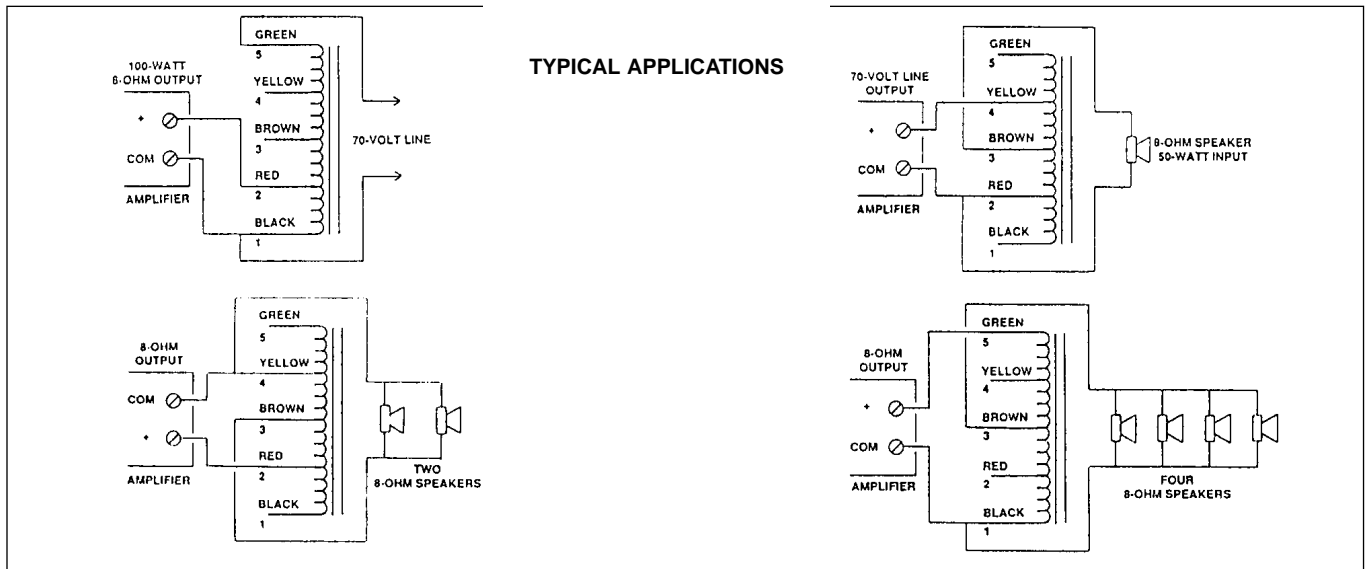 TYPICAL APPLICATIONS
100-WATT
8-OHM OUTPUT
+
COM
AMPLIFIER
GREEN
5
YELLOW
4
BROWN
3
RED
2
BLACK
1
70-VOLT LINE
70-VOLT LINE
OUTPUT
+
COM
AMPLIFIER
GREEN
5
YELLOW
4
BROWN
3
RED
2
BLACK
1
8-OHM SPEAKER
50-WATT INPUT
8-OHM
OUTPUT
COM
+
AMPLIFIER
GREEN
5
YELLOW
4
BROWN
3
RED
2
BLACK
1
TWO
8-OHM SPEAKERS
8-OHM
OUTPUT
+
COM
AMPLIFIER
GREEN
5
YELLOW
4
BROWN
3
RED
2
BLACK
1
FOUR
8-OHM SPEAKERS